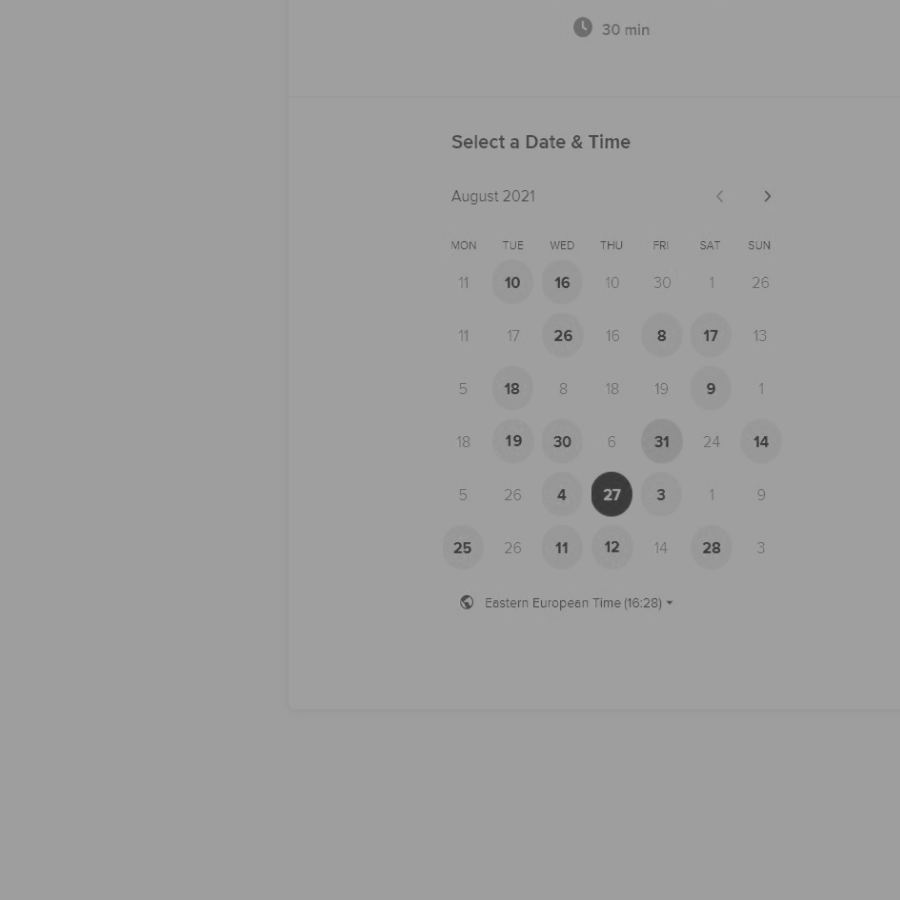 30 min
Select a Date & Time
August 2021
MON TUE WED THU FRI SAT SUN
11 10 16 10 30 1 26
11 17 26 16 8 17 13
5 18 8 18 19 9 1
18 19 30 6 31 24 14
5 26 4 27 3 1 9
25 26 11 12 14 28 3
Eastern European Time (16:28)